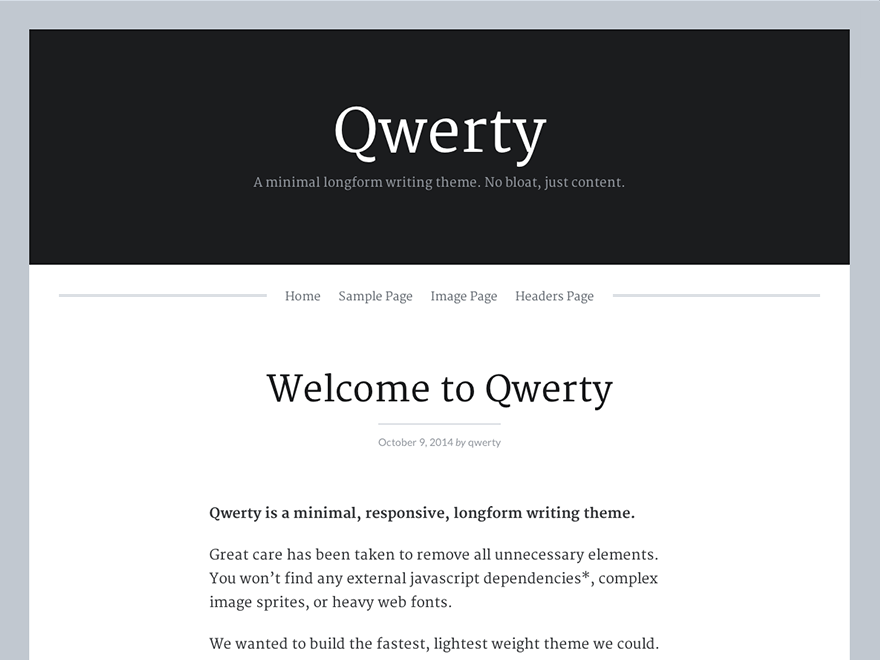 Qwerty
A minimal longform writing theme. No bloat, just content.
Home Sample Page Image Page Headers Page
Welcome to Qwerty
October 9, 2014 by qwerty
Qwerty is a minimal, responsive, longform writing theme.
Great care has been taken to remove all unnecessary elements.
You won’t find any external javascript dependencies*, complex
image sprites, or heavy web fonts.
We wanted to build the fastest, lightest weight theme we could.